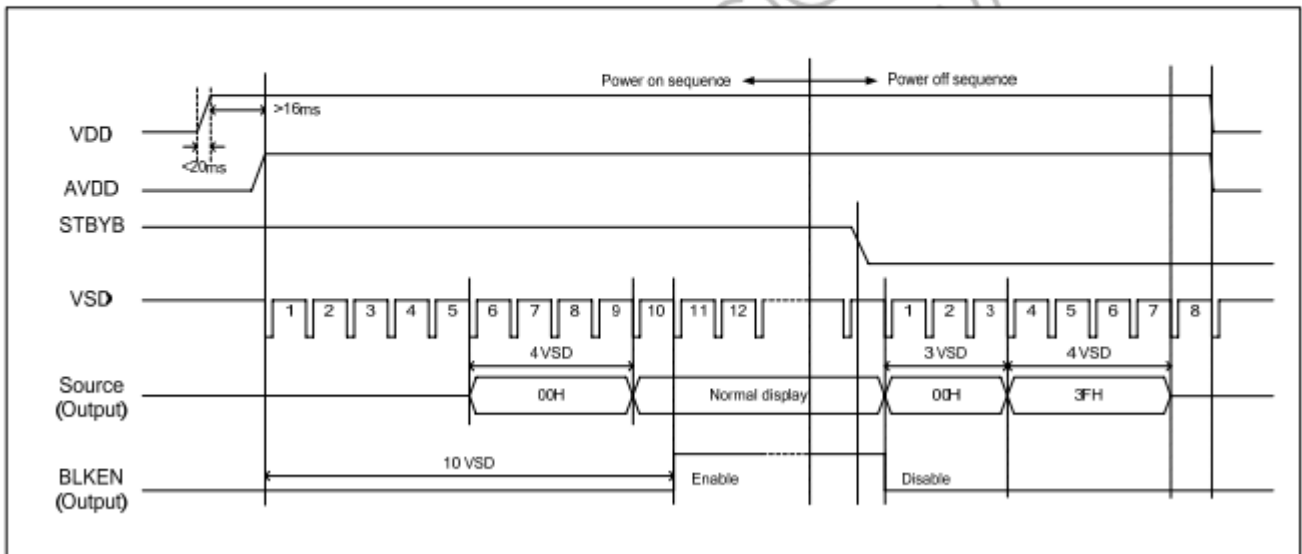 Power on sequence Power off sequence
>16ms
VDD
<20ms
AVDD
STBYB
VSD
1 2 3 4 5 6 7 8 9 10 11 12 1 2 3 4 5 6 7 8
4 VSD 3 VSD 4 VSD
Source
(Output)
00H Normal display 00H 3FH
10 VSD
BLKEN
(Output)
Enable Disable